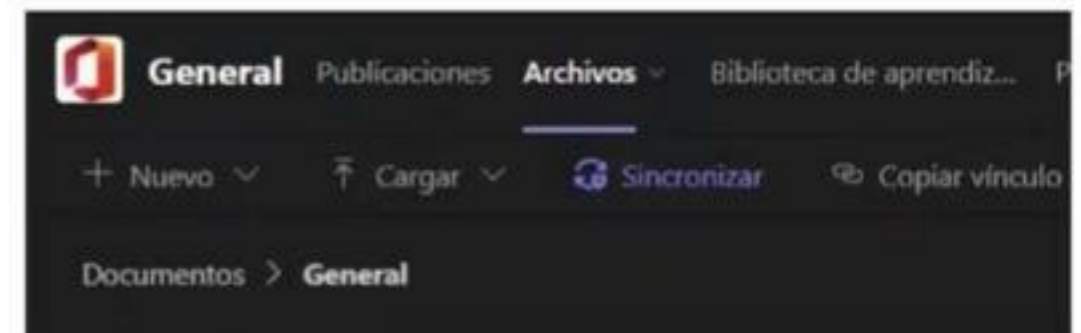 General Publicaciones Archivos Biblioteca de aprendiz... P
Nuevo Cargar Sincronizar Copiar vínculo
Documentos > General